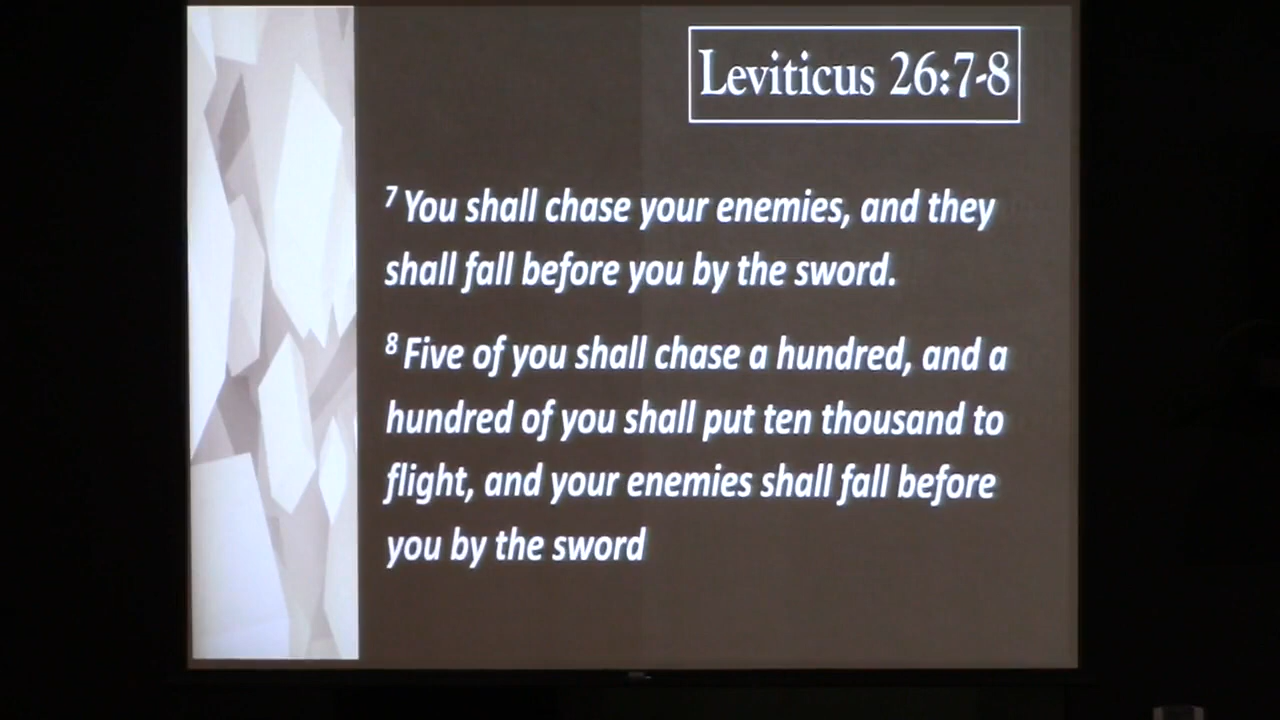 Leviticus 26:7-8
7 You shall chase your enemies, and they
shall fall before you by the sword.
8 Five of you shall chase a hundred, and a
hundred of you shall put ten thousand to
flight, and your enemies shall fall before
you by the sword